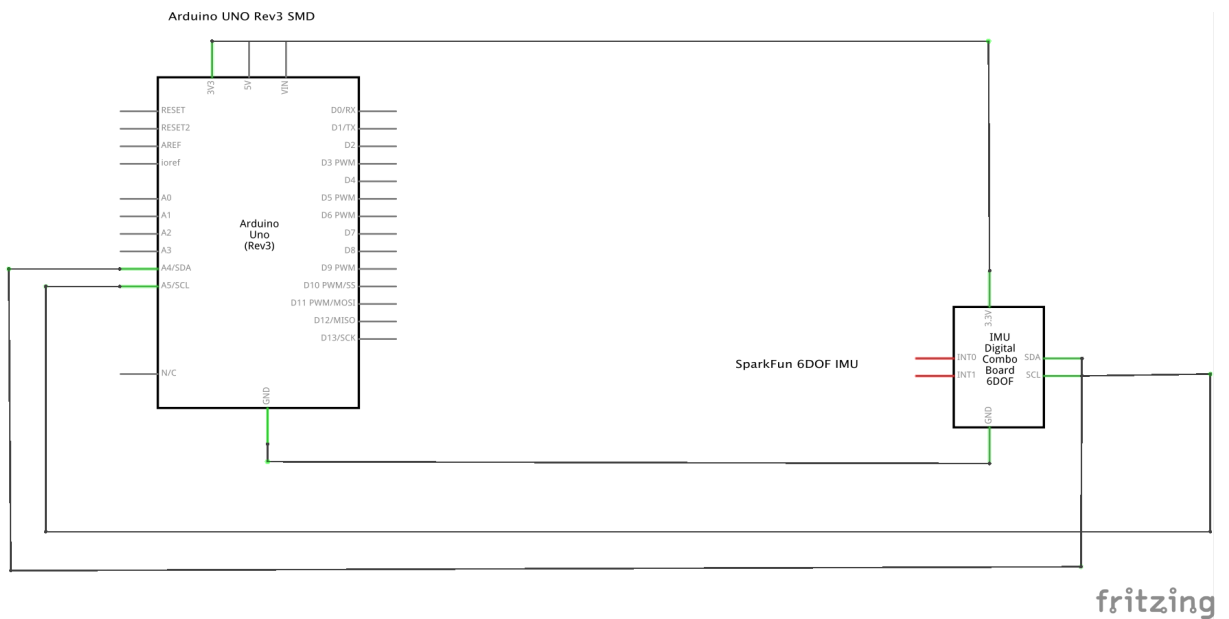 Arduino UNO Rev3 SMD
3V3
5V
VIN
RESET
RESET2
AREF
ioref
A0
A1
A2
A3
A4/SDA
A5/SCL
N/C
Arduino
Uno
(Rev3)
D0/RX
D1/TX
D2
D3 PWM
D4
D5 PWM
D6 PWM
D7
D8
D9 PWM
D10 PWM/SS
D11 PWM/MOSI
D12/MISO
D13/SCK
GND
SparkFun 6DOF IMU
3.3V
INT0
INT1
IMU
Digital
Combo
Board
6DOF
SDA
SCL
GND
fritzing